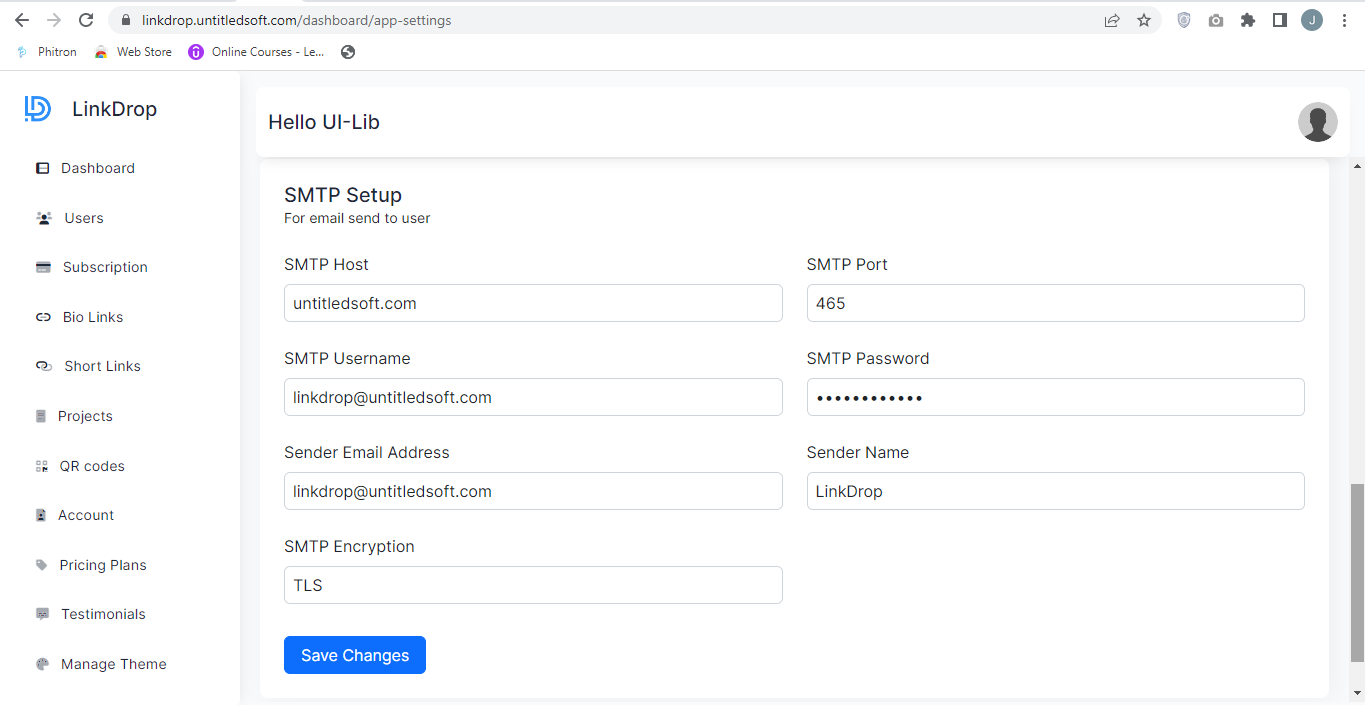 linkdrop.untitledsoft.com/dashboard/app-settings
J
Phitron
Web Store
Online Courses - Le...
LinkDrop
Dashboard
Users
Subscription
Bio Links
Short Links
Projects
QR codes
Account
Pricing Plans
Testimonials
Manage Theme
Hello UI-Lib
SMTP Setup
For email send to user
SMTP Host
untitledsoft.com
SMTP Port
465
SMTP Username
linkdrop@untitledsoft.com
SMTP Password
••••••••••••
Sender Email Address
linkdrop@untitledsoft.com
Sender Name
LinkDrop
SMTP Encryption
TLS
Save Changes